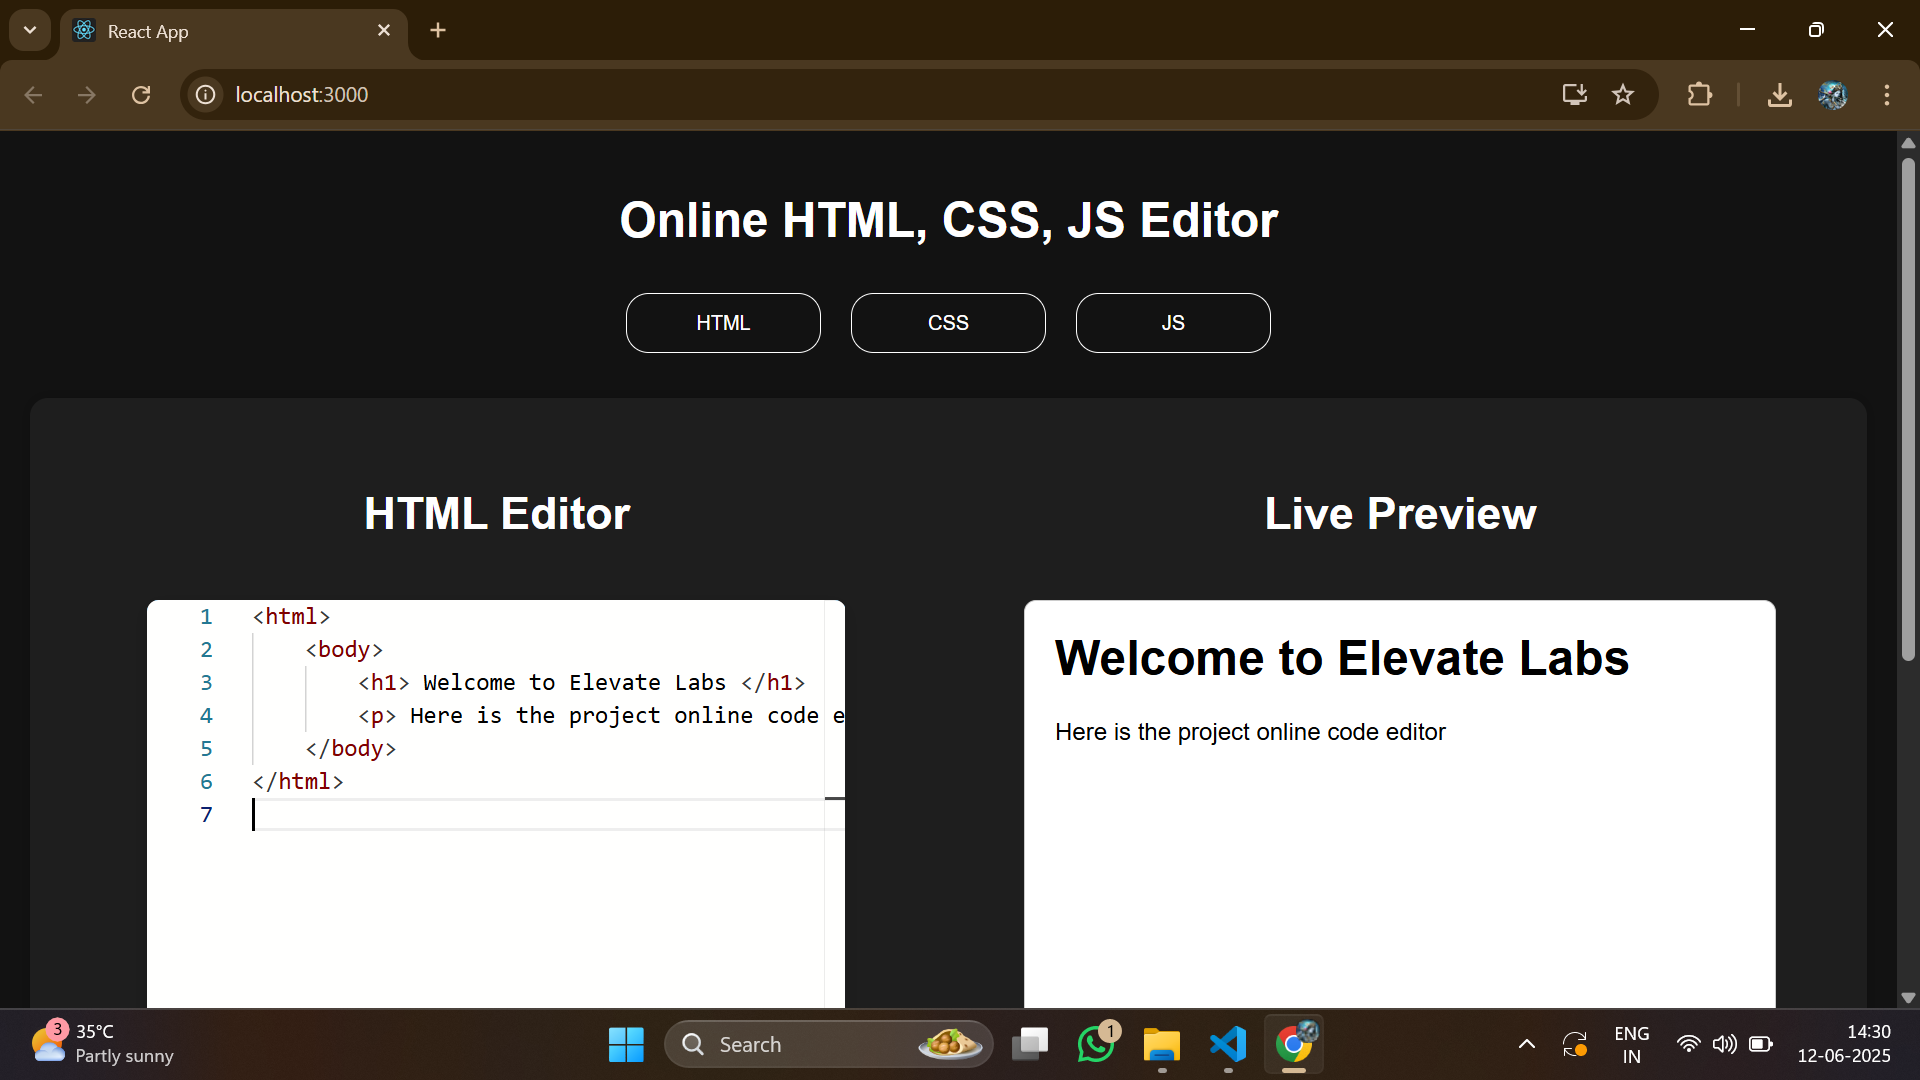 React App
localhost:3000
Online HTML, CSS, JS Editor
HTML CSS JS
HTML Editor
Live Preview
1 <html>
2 <body>
3 <h1> Welcome to Elevate Labs </h1>
4 <p> Here is the project online code e
5 </body>
6 </html>
7
Welcome to Elevate Labs
Here is the project online code editor
3
35°C
Partly sunny
Search
1
ENG
IN
14:30
12-06-2025